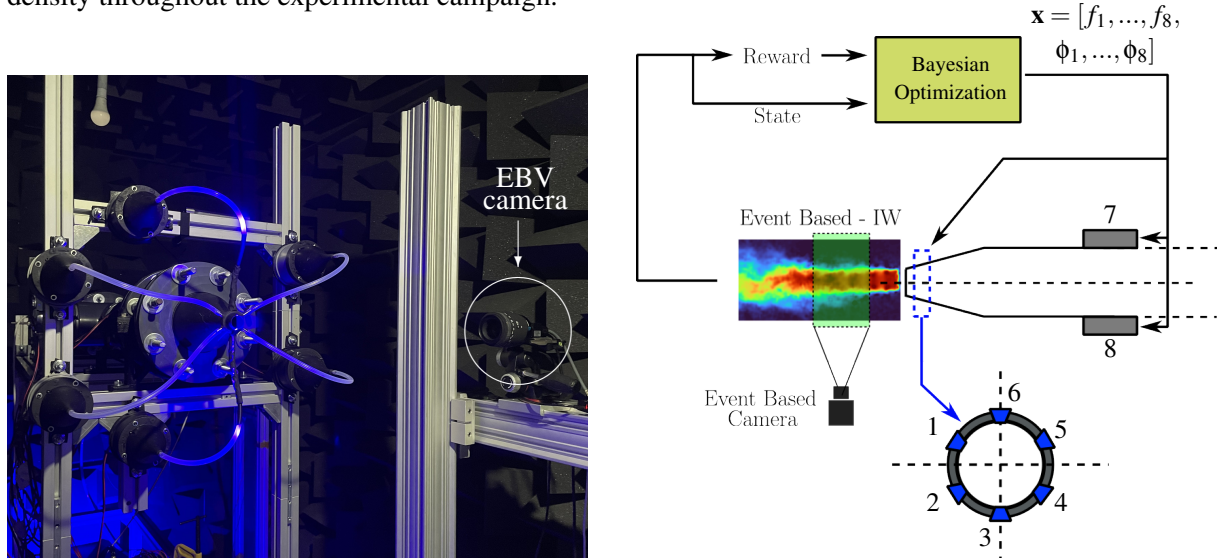 density throughout the experimental campaign.
EBV
camera
x = [f₁, ..., f₈,
ϕ₁, ..., ϕ₈]
Reward
Bayesian
Optimization
State
Event Based - IW
7
8
Event Based
Camera
6
1
5
2
4
3